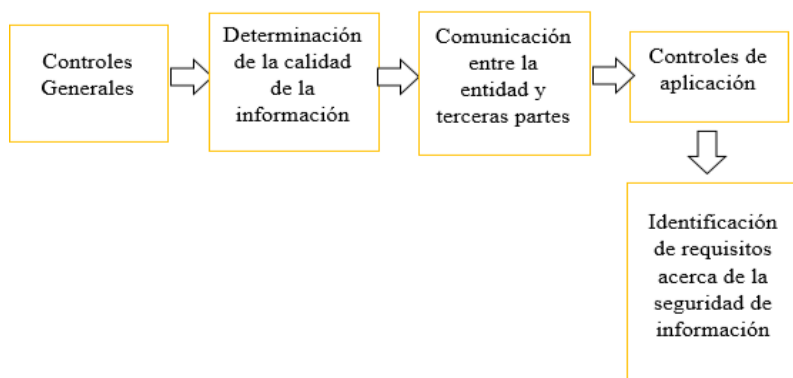 Controles
Generales
Determinación
de la calidad
de la
información
Comunicación
entre la
entidad y
terceras partes
Controles de
aplicación
Identificación
de requisitos
acerca de la
seguridad de
información